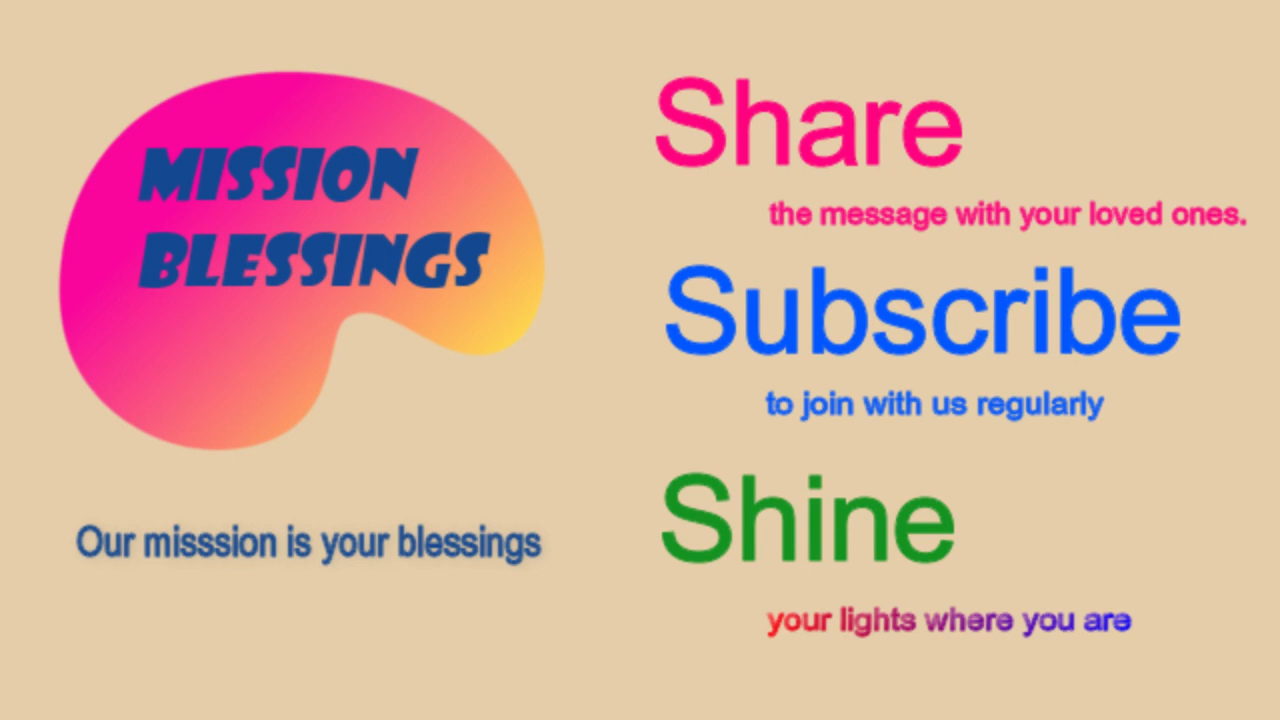 MISSION
BLESSINGS
Our misssion is your blessings
Share
the message with your loved ones.
Subscribe
to join with us regularly
Shine
your lights where you are